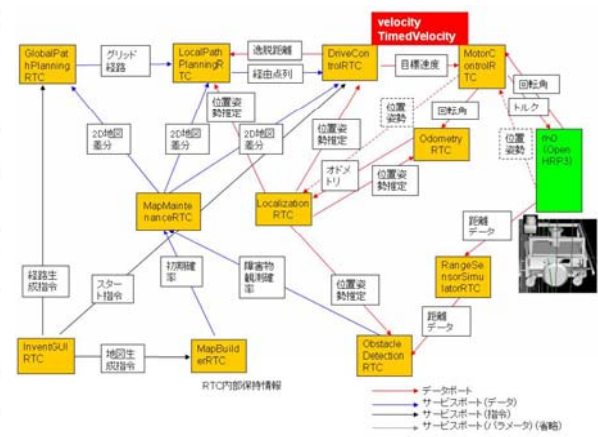 velocity
TimedVelocity
GlobalPat
hPlanning
RTC
グリッド
経路
LocalPath
PlanningR
TC
逸脱距離
経由点列
DriveCon
trolRTC
目標速度
MotorC
ontrolR
TC
回転角
トルク
位置
姿勢
回転角
位置
姿勢
rh0
(Open
HRP3)
位置姿
勢推定
位置姿
勢推定
2D地図
差分
2D地図
差分
2D地図
差分
Odometry
RTC
オドメ
トリ
位置姿
勢推定
MapMainte
nanceRTC
Localization
RTC
距離
データ
経路生
成指令
スター
ト指令
初期確
率
障害物
観測確
率
位置姿
勢推定
RangeSe
nsorSimu
latorRTC
距離
データ
InventGUI
RTC
地図生
成指令
MapBuild
erRTC
Obstacle
Detection
RTC
RTC内部保持情報
データポート
サービスポート(データ)
サービスポート(指令)
サービスポート(パラメータ)(省略)